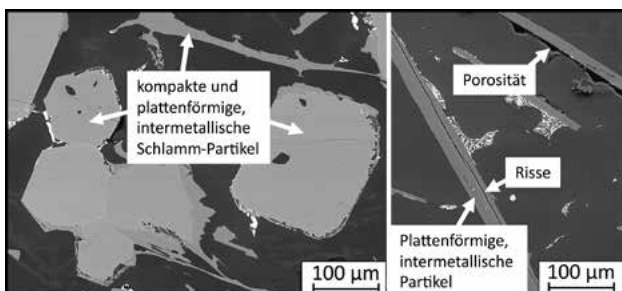 kompakte und
plattenförmige,
intermetallische
Schlamm-Partikel
100 µm
Porosität
Risse
Plattenförmige,
intermetallische
Partikel
100 µm